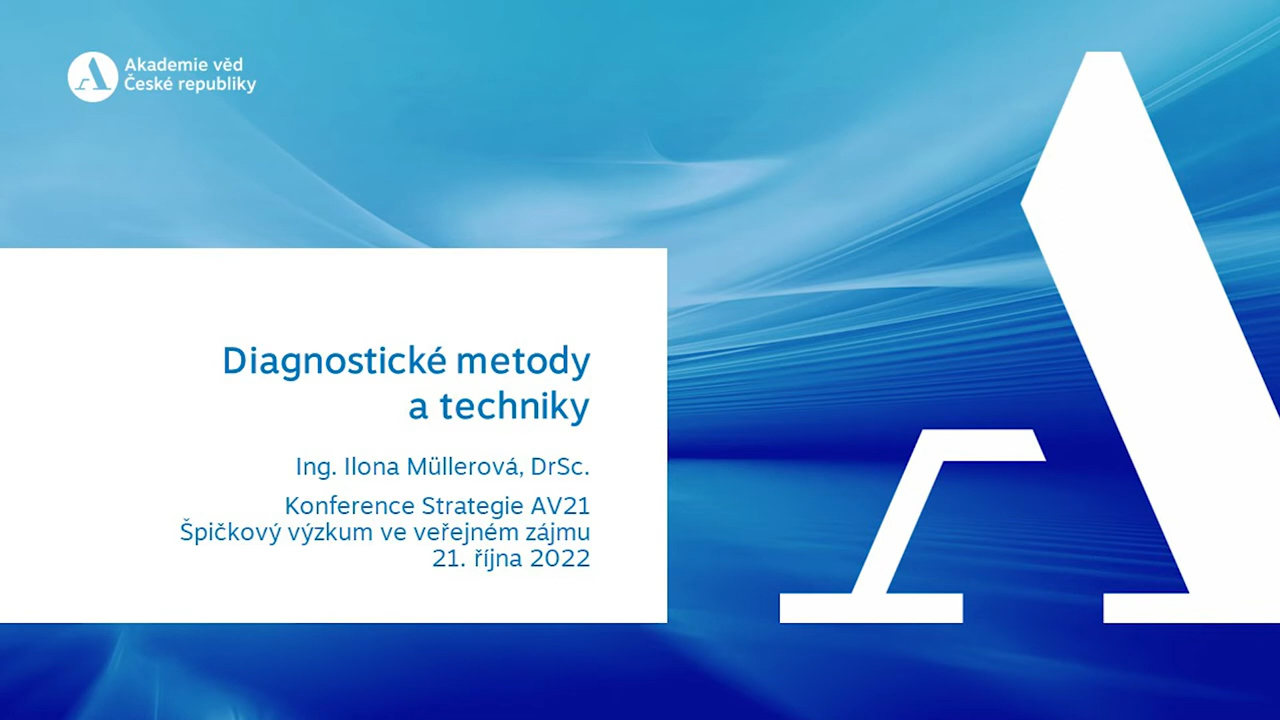 Akademie věd
České republiky
Diagnostické metody
a techniky
Ing. Ilona Müllerová, DrSc.
Konference Strategie AV21
Špičkový výzkum ve veřejném zájmu
21. října 2022